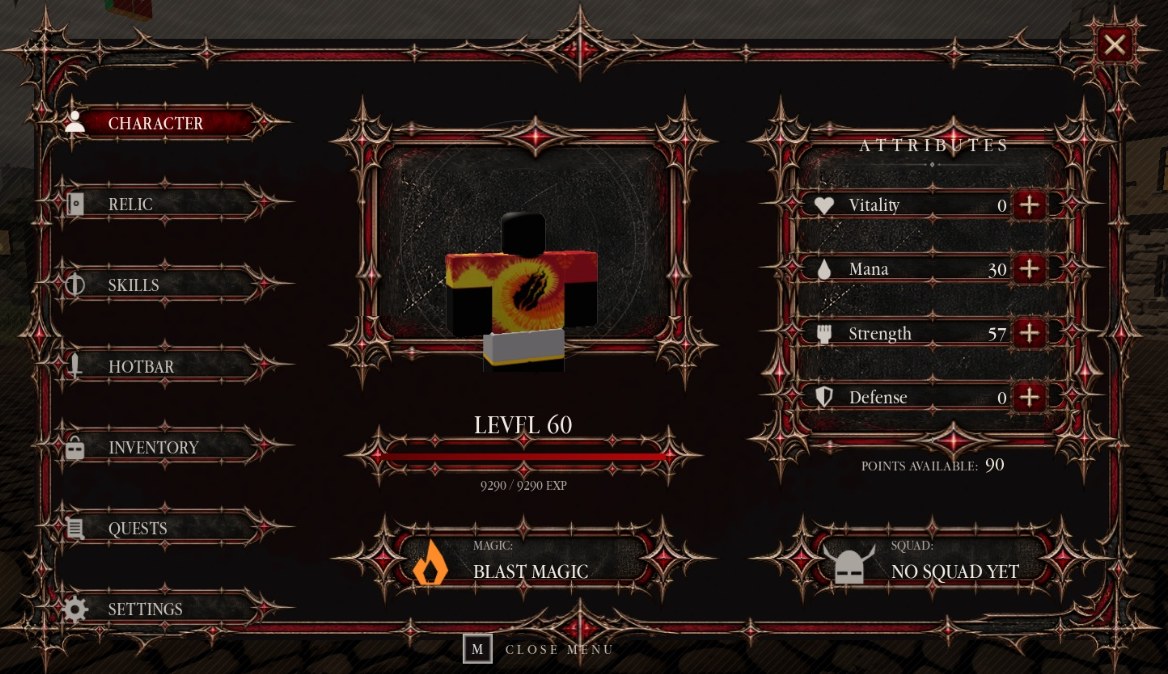 CHARACTER
RELIC
SKILLS
HOTBAR
INVENTORY
QUESTS
SETTINGS
LEVEL 60
9290 / 9290 EXP
MAGIC:
BLAST MAGIC
ATTRIBUTES
Vitality 0
Mana 30
Strength 57
Defense 0
POINTS AVAILABLE: 90
SQUAD:
NO SQUAD YET
M CLOSE MENU